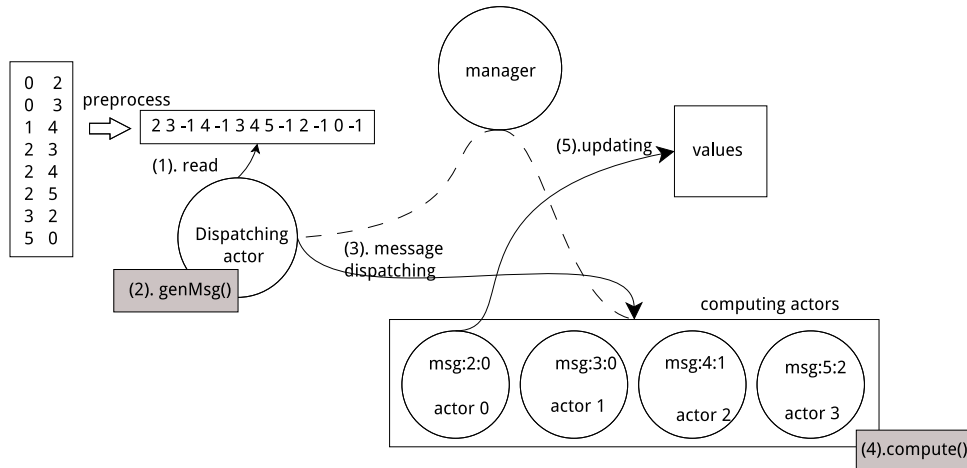 manager
0 2
0 3
1 4
2 3
2 4
2 5
3 2
5 0
preprocess
2 3 -1 4 -1 3 4 5 -1 2 -1 0 -1
(1). read
(5).updating
values
Dispatching
actor
(2). genMsg()
(3). message
dispatching
computing actors
msg:2:0
actor 0
msg:3:0
actor 1
msg:4:1
actor 2
msg:5:2
actor 3
(4).compute()